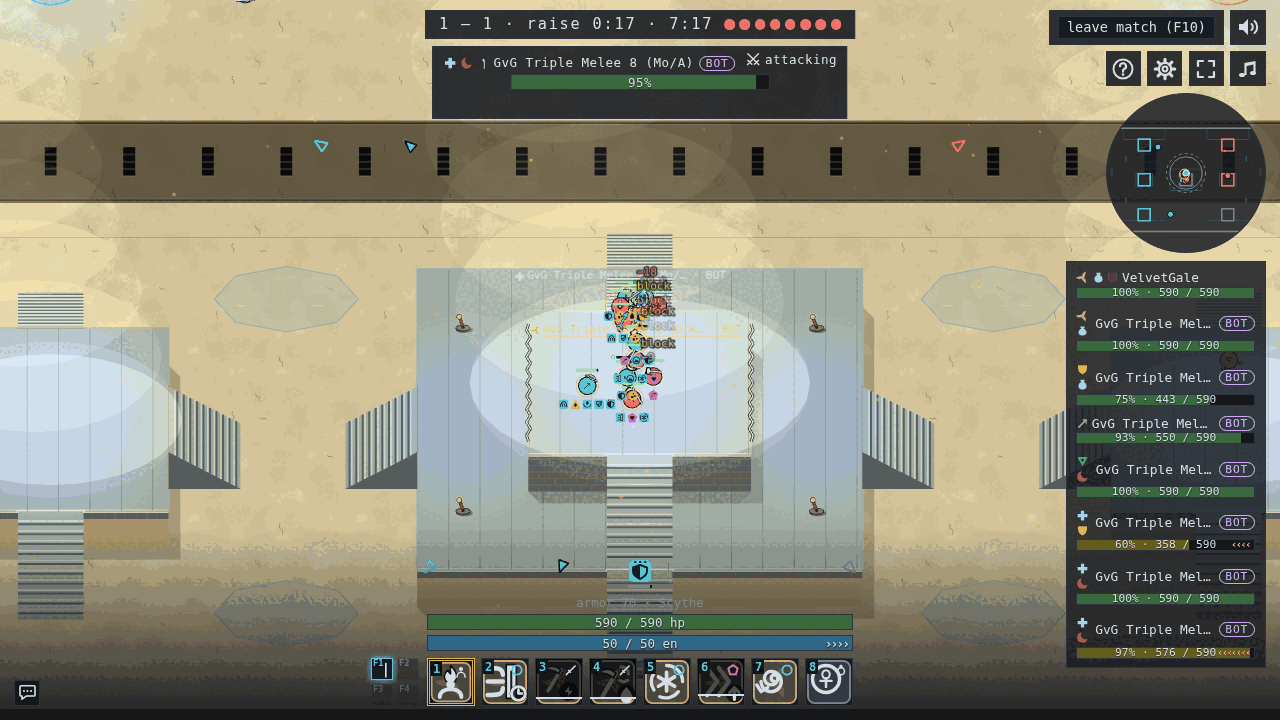 1 — 1 · raise 0:17 · 7:17
leave match (F10)
GvG Triple Melee 8 (Mo/A) BOT
attacking
95%
VelvetGale
100% · 590 / 590
GvG Triple Mel… BOT
100% · 590 / 590
GvG Triple Mel… BOT
75% · 443 / 590
GvG Triple Mel… BOT
93% · 550 / 590
GvG Triple Mel… BOT
100% · 590 / 590
GvG Triple Mel… BOT
60% · 358 / 590 ‹‹‹‹
GvG Triple Mel… BOT
100% · 590 / 590
GvG Triple Mel… BOT
97% · 576 / 590
-18
block
block
block
block
armor 70 · Scythe
590 / 590 hp
50 / 50 en ››››
F1 F2
F3 F4
1 2 3 4 5 6 7 8